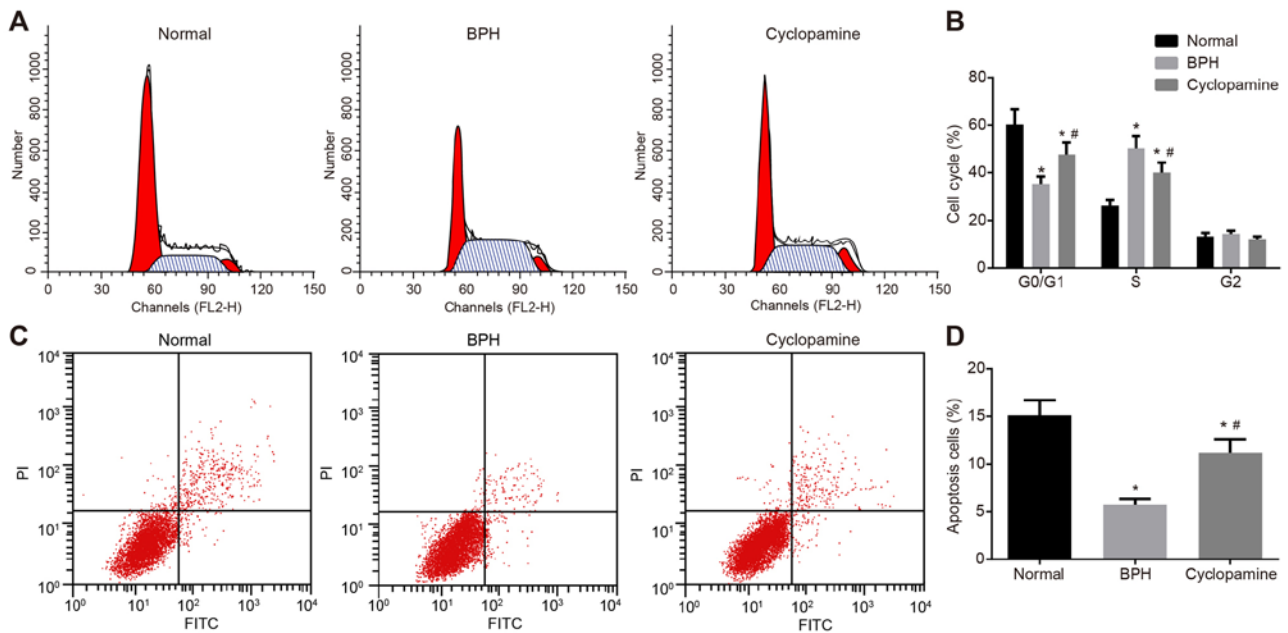 A
Normal
BPH
Cyclopamine
Number
1000
800
600
400
200
0
0 30 60 90 120 150
Channels (FL2-H)
Number
1000
800
600
400
200
0
0 30 60 90 120 150
Channels (FL2-H)
Number
1000
800
600
400
200
0
0 30 60 90 120 150
Channels (FL2-H)
B
Normal
BPH
Cyclopamine
Cell cycle (%)
80
60
40
20
0
*
* #
*
* #
G0/G1 S G2
C
Normal
BPH
Cyclopamine
PI
10⁴
10³
10²
10¹
10⁰
10⁰ 10¹ 10² 10³ 10⁴
FITC
PI
10⁴
10³
10²
10¹
10⁰
10⁰ 10¹ 10² 10³ 10⁴
FITC
PI
10⁴
10³
10²
10¹
10⁰
10⁰ 10¹ 10² 10³ 10⁴
FITC
D
Apoptosis cells (%)
20
15
10
5
0
*
* #
Normal BPH Cyclopamine